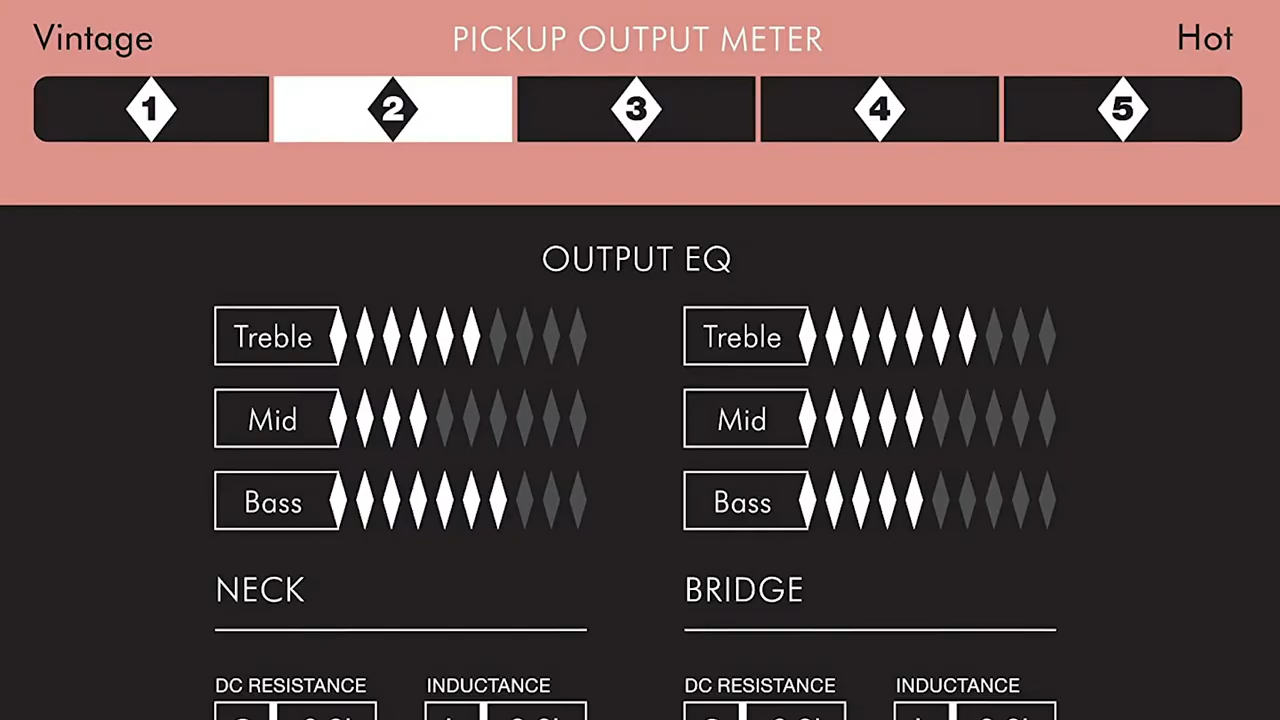 Vintage PICKUP OUTPUT METER Hot
1 2 3 4 5
OUTPUT EQ
Treble Treble
Mid Mid
Bass Bass
NECK BRIDGE
DC RESISTANCE INDUCTANCE DC RESISTANCE INDUCTANCE